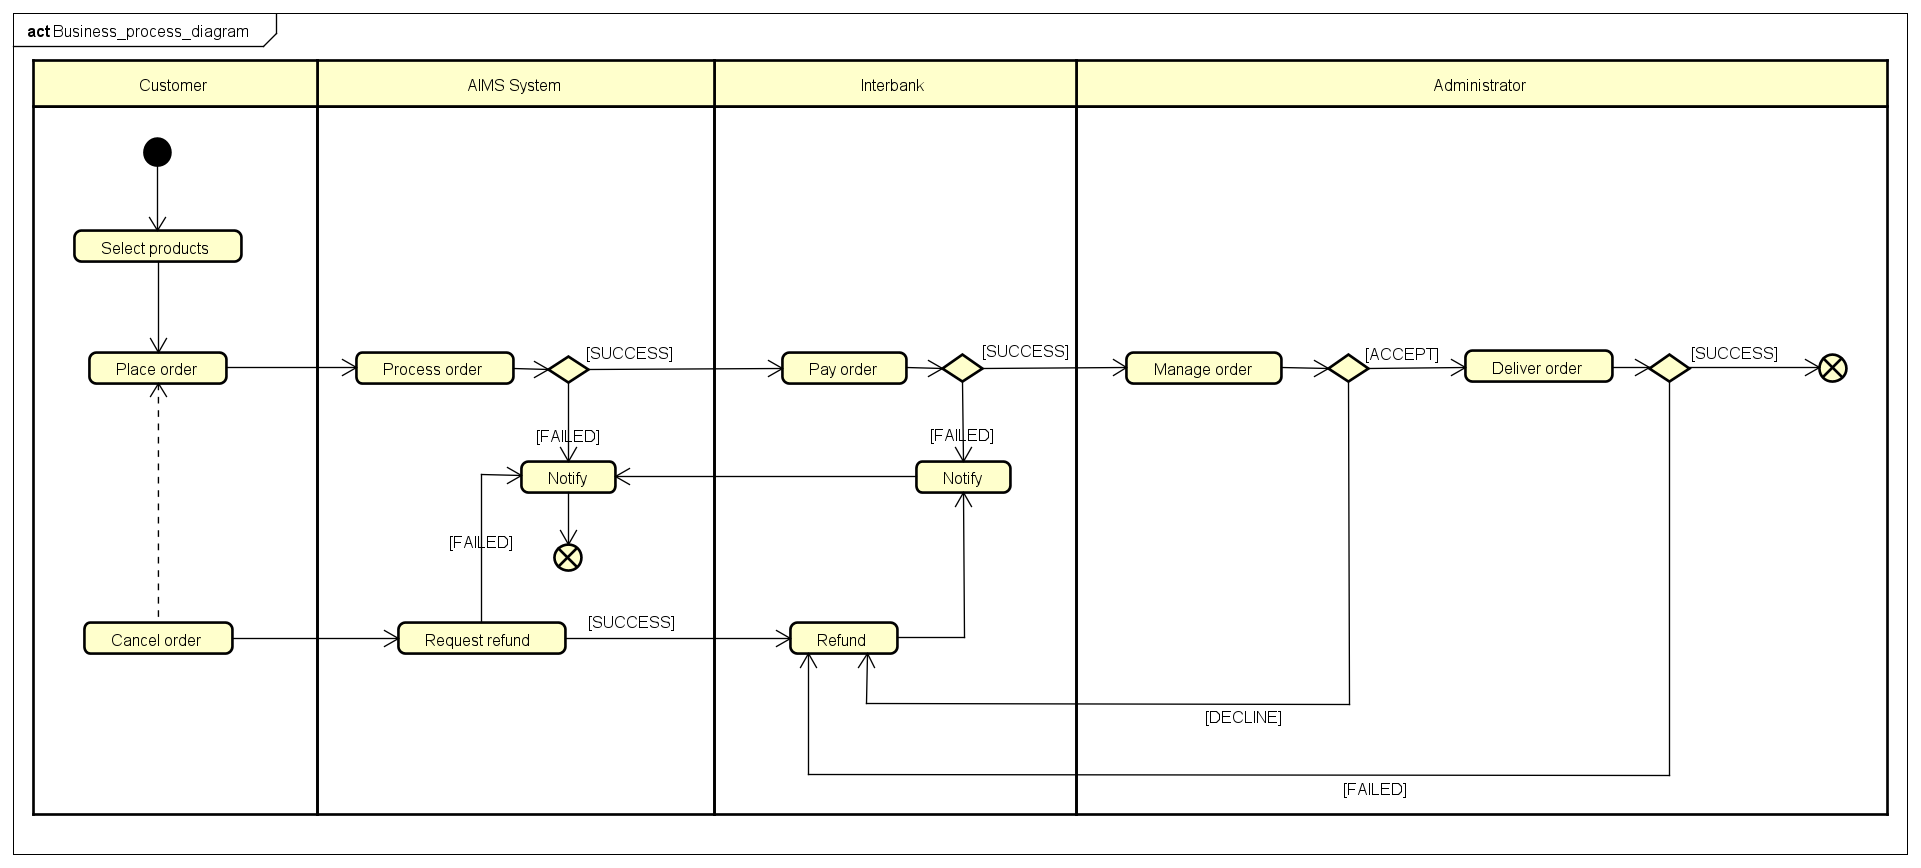 act Business_process_diagram
Customer
AIMS System
Interbank
Administrator
Select products
Place order
Process order
[SUCCESS]
Pay order
[SUCCESS]
Manage order
[ACCEPT]
Deliver order
[SUCCESS]
[FAILED]
[FAILED]
Notify
Notify
[FAILED]
Cancel order
Request refund
[SUCCESS]
Refund
[DECLINE]
[FAILED]